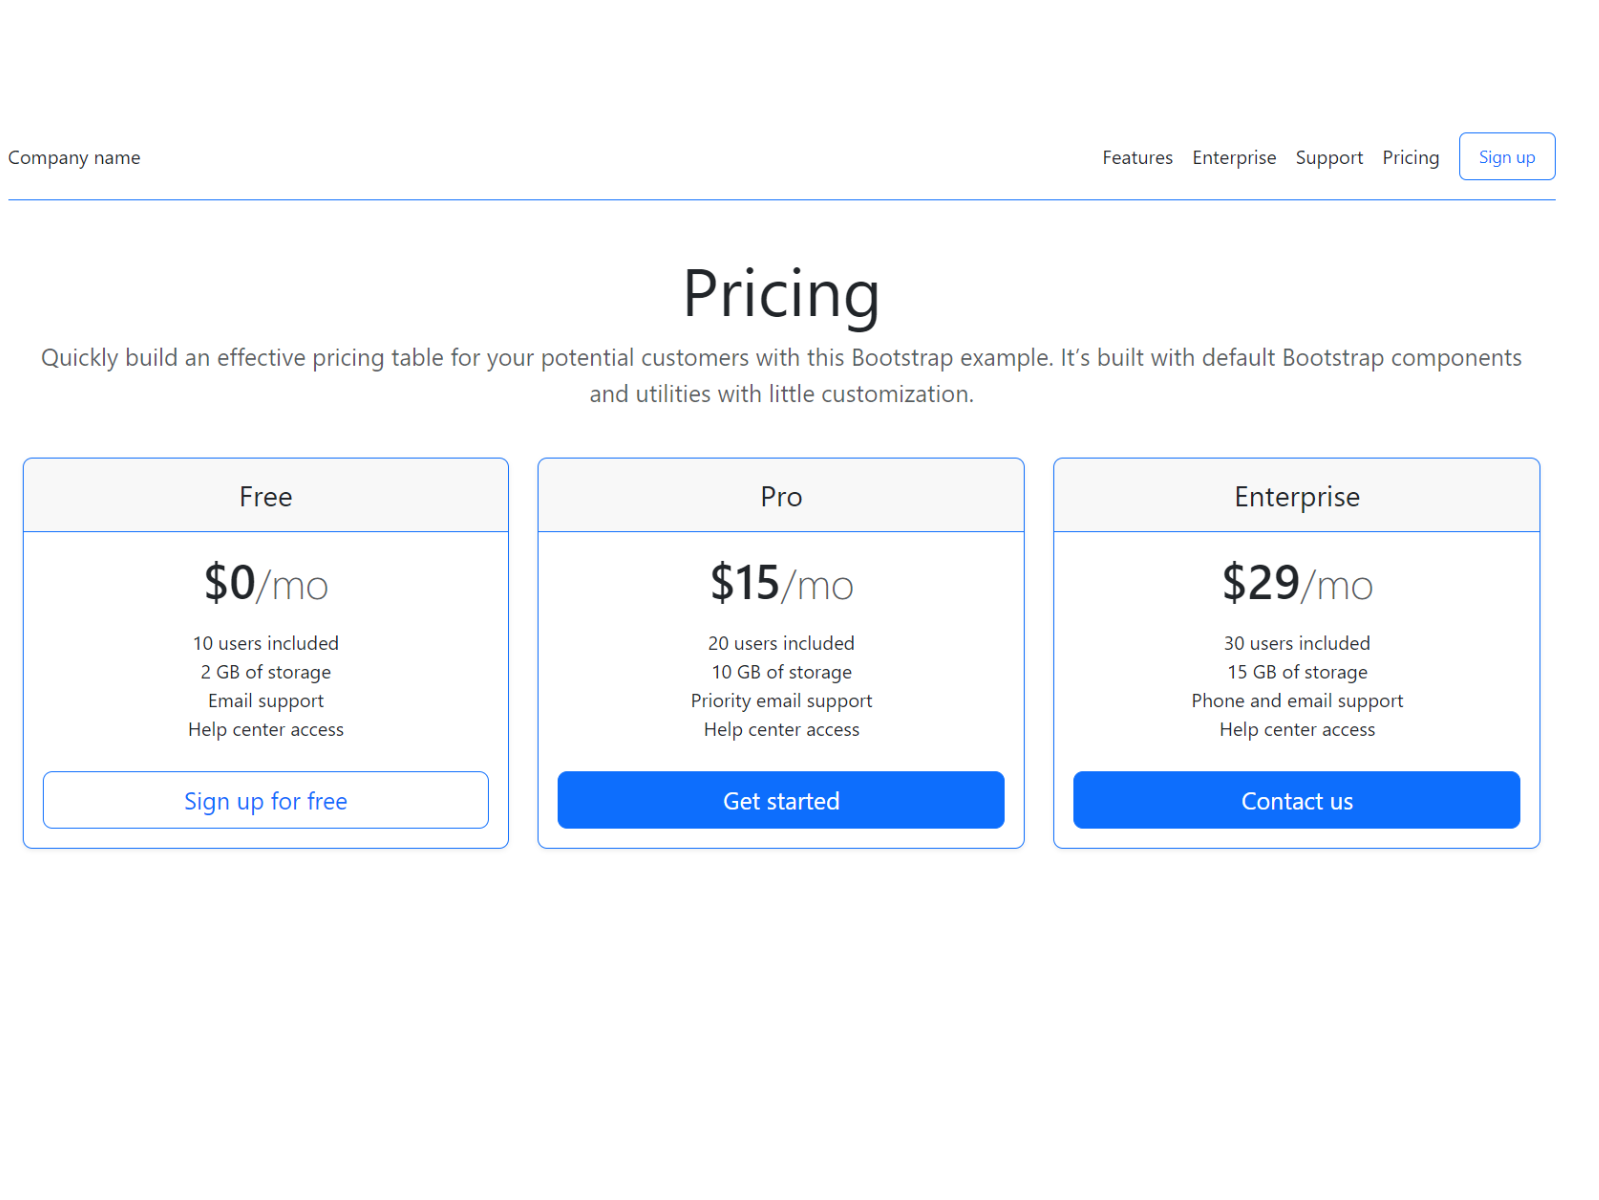 Company name
Features Enterprise Support Pricing Sign up
Pricing
Quickly build an effective pricing table for your potential customers with this Bootstrap example. It’s built with default Bootstrap components
and utilities with little customization.
Free
$0/mo
10 users included
2 GB of storage
Email support
Help center access
Sign up for free
Pro
$15/mo
20 users included
10 GB of storage
Priority email support
Help center access
Get started
Enterprise
$29/mo
30 users included
15 GB of storage
Phone and email support
Help center access
Contact us